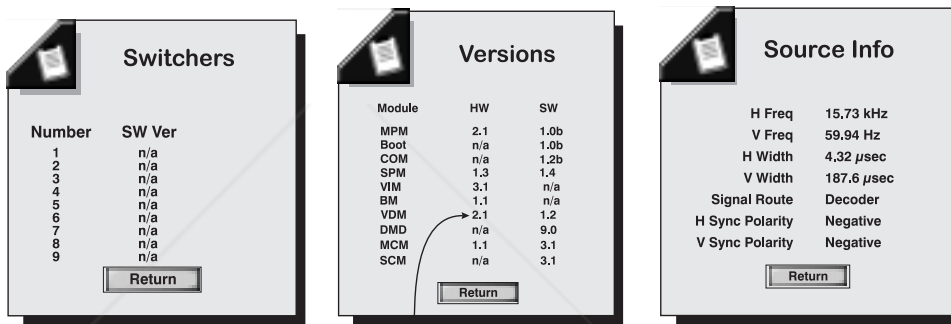 Switchers
Number SW Ver
1 n/a
2 n/a
3 n/a
4 n/a
5 n/a
6 n/a
7 n/a
8 n/a
9 n/a
Return
Versions
Module HW SW
MPM 2.1 1.0b
Boot n/a 1.0b
COM n/a 1.2b
SPM 1.3 1.4
VIM 3.1 n/a
BM 1.1 n/a
VDM 2.1 1.2
DMD n/a 9.0
MCM 1.1 3.1
SCM n/a 3.1
Return
Source Info
H Freq 15.73 kHz
V Freq 59.94 Hz
H Width 4.32 µsec
V Width 187.6 µsec
Signal Route Decoder
H Sync Polarity Negative
V Sync Polarity Negative
Return